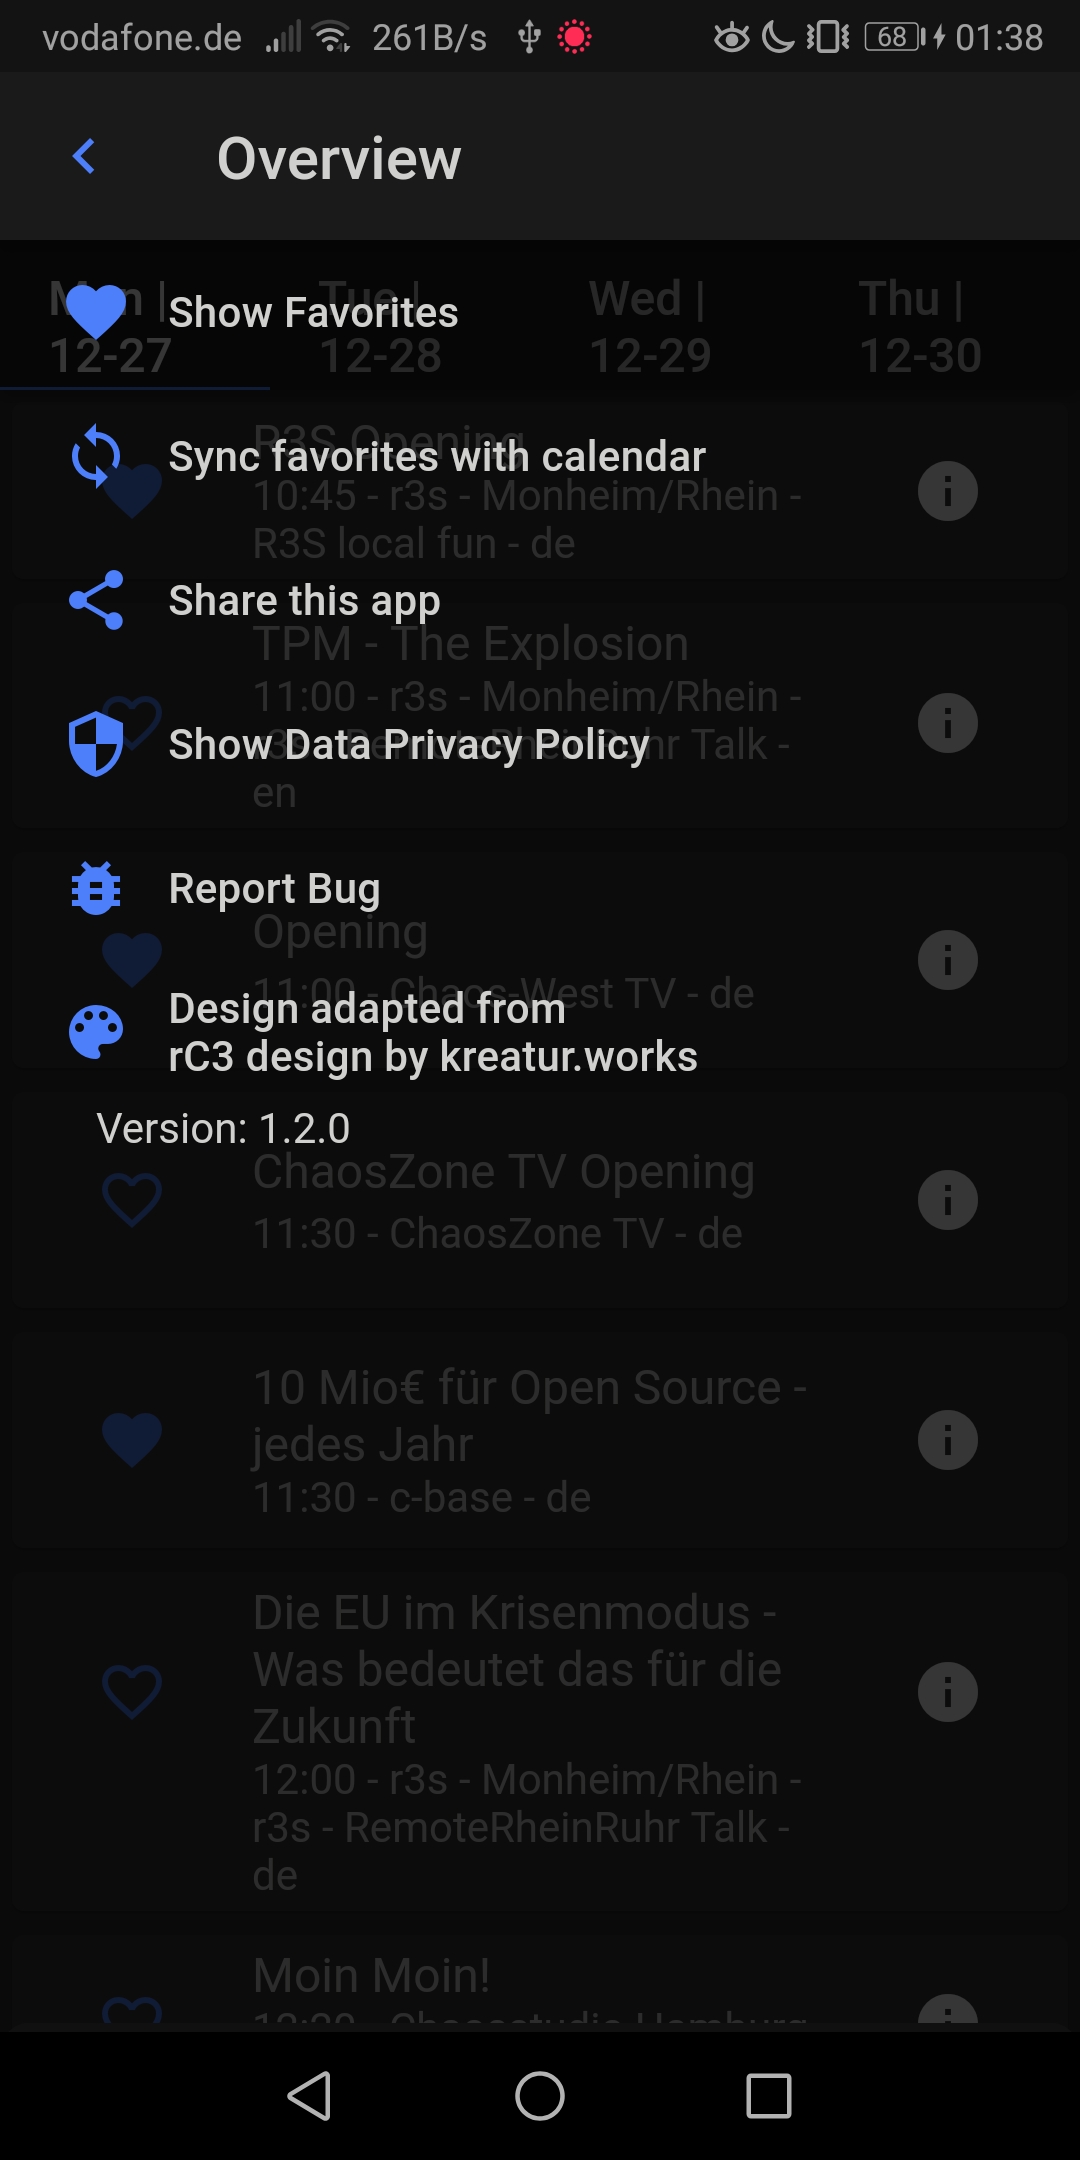 vodafone.de 261B/s 68 01:38
Overview
Mon | Tue | Wed | Thu |
12-27 12-28 12-29 12-30
Show Favorites
R3S Opening
Sync favorites with calendar
10:45 - r3s - Monheim/Rhein -
R3S local fun - de
Share this app
TPM - The Explosion
11:00 - r3s - Monheim/Rhein -
r3s - RemoteRheinRuhr Talk -
Show Data Privacy Policy
en
Report Bug
Opening
11:00 - Chaos-West TV - de
Design adapted from
rC3 design by kreatur.works
Version: 1.2.0
ChaosZone TV Opening
11:30 - ChaosZone TV - de
10 Mio€ für Open Source -
jedes Jahr
11:30 - c-base - de
Die EU im Krisenmodus -
Was bedeutet das für die
Zukunft
12:00 - r3s - Monheim/Rhein -
r3s - RemoteRheinRuhr Talk -
de
Moin Moin!